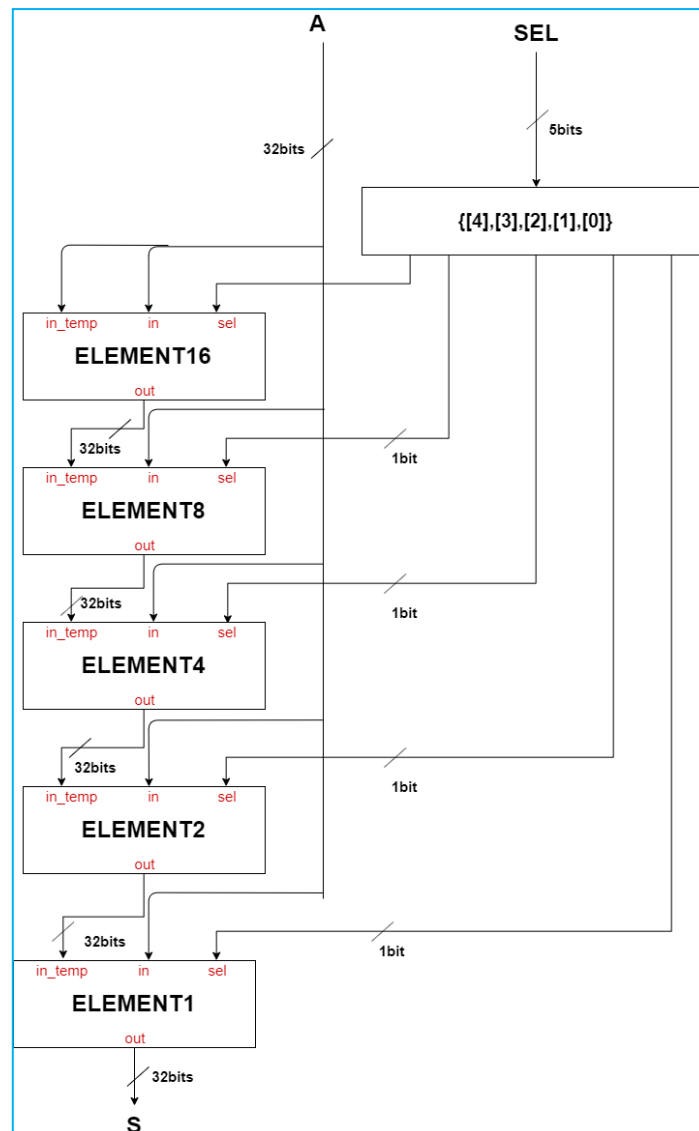 A
SEL
32bits
5bits
{[4],[3],[2],[1],[0]}
in_temp in sel
ELEMENT16
out
32bits
1bit
in_temp in sel
ELEMENT8
out
32bits
1bit
in_temp in sel
ELEMENT4
out
32bits
1bit
in_temp in sel
ELEMENT2
out
32bits
1bit
in_temp in sel
ELEMENT1
out
32bits
S